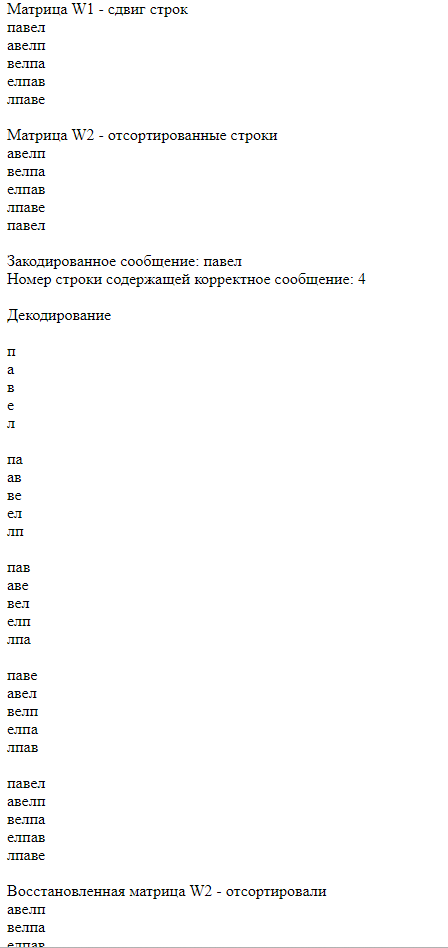 Матрица W1 - сдвиг строк
павел
авелп
велпа
елпав
лпаве
Матрица W2 - отсортированные строки
авелп
велпа
елпав
лпаве
павел
Закодированное сообщение: павел
Номер строки содержащей корректное сообщение: 4
Декодирование
п
а
в
е
л
па
ав
ве
ел
лп
пав
аве
вел
елп
лпа
паве
авел
велп
елпа
лпав
павел
авелп
велпа
елпав
лпаве
Восстановленная матрица W2 - отсортировали
авелп
велпа
елпав